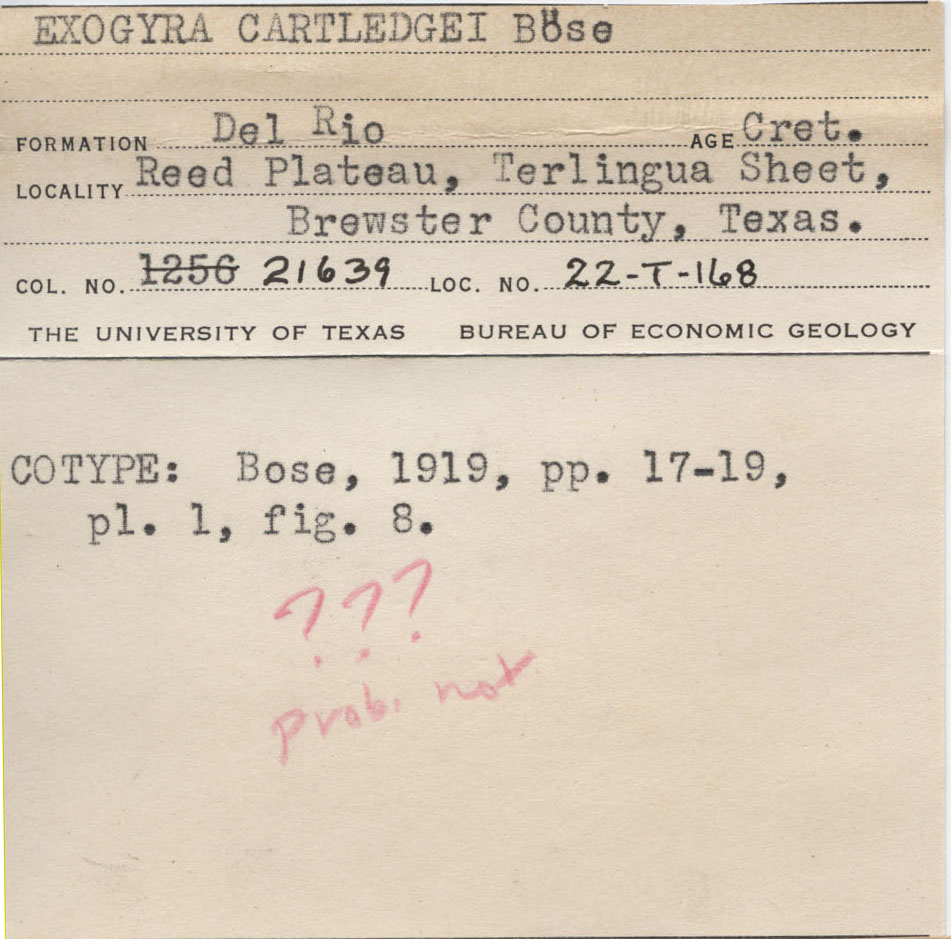 EXOGYRA CARTLEDGEI Böse
FORMATION Del Rio AGE Cret.
LOCALITY Reed Plateau, Terlingua Sheet,
Brewster County, Texas.
COL. NO. 1256 21639 LOC. NO. 22-T-168
THE UNIVERSITY OF TEXAS BUREAU OF ECONOMIC GEOLOGY
COTYPE: Bose, 1919, pp. 17-19,
pl. 1, fig. 8.
???
prob. not